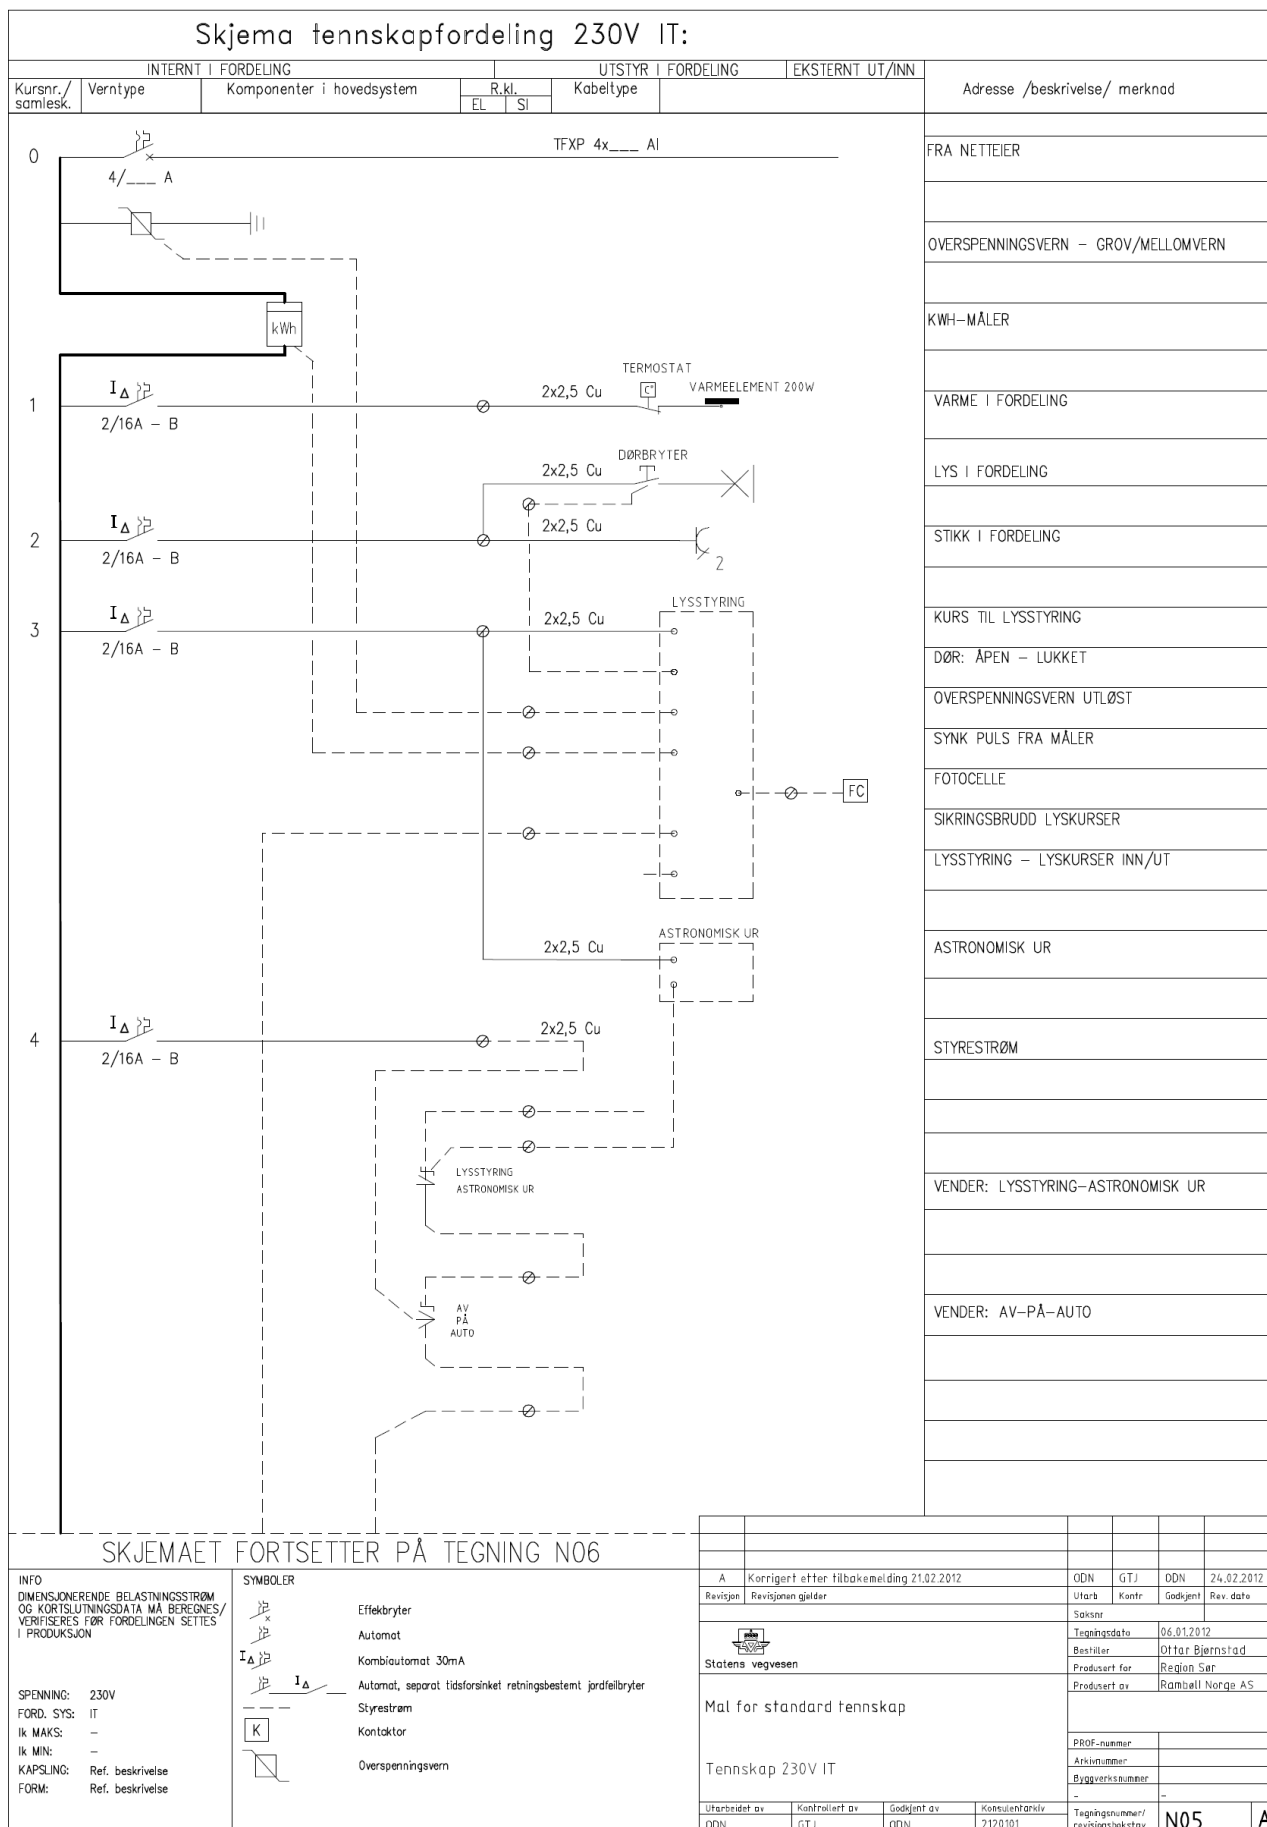 Skjema tennskapfordeling 230V IT:
INTERNT I FORDELING
UTSTYR I FORDELING
EKSTERNT UT/INN
Kursnr./
samlesk.
Verntype
Komponenter i hovedsystem
R.kl.
EL
SI
Kabeltype
Adresse /beskrivelse/ merknad
0
4/___ A
TFXP 4x___ Al
FRA NETTEIER
OVERSPENNINGSVERN – GROV/MELLOMVERN
kWh
KWH–MÅLER
1
I Δ
2/16A – B
2x2,5 Cu
TERMOSTAT
C°
VARMEELEMENT 200W
VARME I FORDELING
DØRBRYTER
2x2,5 Cu
LYS I FORDELING
2
I Δ
2/16A – B
2x2,5 Cu
2
STIKK I FORDELING
LYSSTYRING
3
I Δ
2/16A – B
2x2,5 Cu
KURS TIL LYSSTYRING
DØR: ÅPEN – LUKKET
OVERSPENNINGSVERN UTLØST
SYNK PULS FRA MÅLER
FC
FOTOCELLE
SIKRINGSBRUDD LYSKURSER
LYSSTYRING – LYSKURSER INN/UT
ASTRONOMISK UR
2x2,5 Cu
ASTRONOMISK UR
4
I Δ
2/16A – B
2x2,5 Cu
STYRESTRØM
LYSSTYRING
ASTRONOMISK UR
VENDER: LYSSTYRING–ASTRONOMISK UR
AV
PÅ
AUTO
VENDER: AV–PÅ–AUTO
SKJEMAET FORTSETTER PÅ TEGNING N06
INFO
DIMENSJONERENDE BELASTNINGSSTRØM
OG KORTSLUTNINGSDATA MÅ BEREGNES/
VERIFISERES FØR FORDELINGEN SETTES
I PRODUKSJON
SPENNING: 230V
FORD. SYS: IT
Ik MAKS: –
Ik MIN: –
KAPSLING: Ref. beskrivelse
FORM: Ref. beskrivelse
SYMBOLER
Effekbryter
Automat
I Δ Kombiautomat 30mA
I Δ Automat, separat tidsforsinket retningsbestemt jordfeilbryter
Styrestrøm
K Kontaktor
Overspenningsvern
A Korrigert etter tilbakemelding 21.02.2012 ODN GTJ ODN 24.02.2012
Revisjon Revisjonen gjelder Utarb Kontr Godkjent Rev. dato
Saksnr
Tegningsdato 06.01.2012
Bestiller Ottar Bjørnstad
Produsert for Region Sør
Produsert av Rambøll Norge AS
Statens vegvesen
Mal for standard tennskap
Tennskap 230V IT
PROF-nummer
Arkivnummer
Byggverksnummer
- -
Utarbeidet av Kontrollert av Godkjent av Konsulentarkiv
ODN GTJ ODN 2120101
Tegningsnummer/
revisjonsbokstav
N05
A